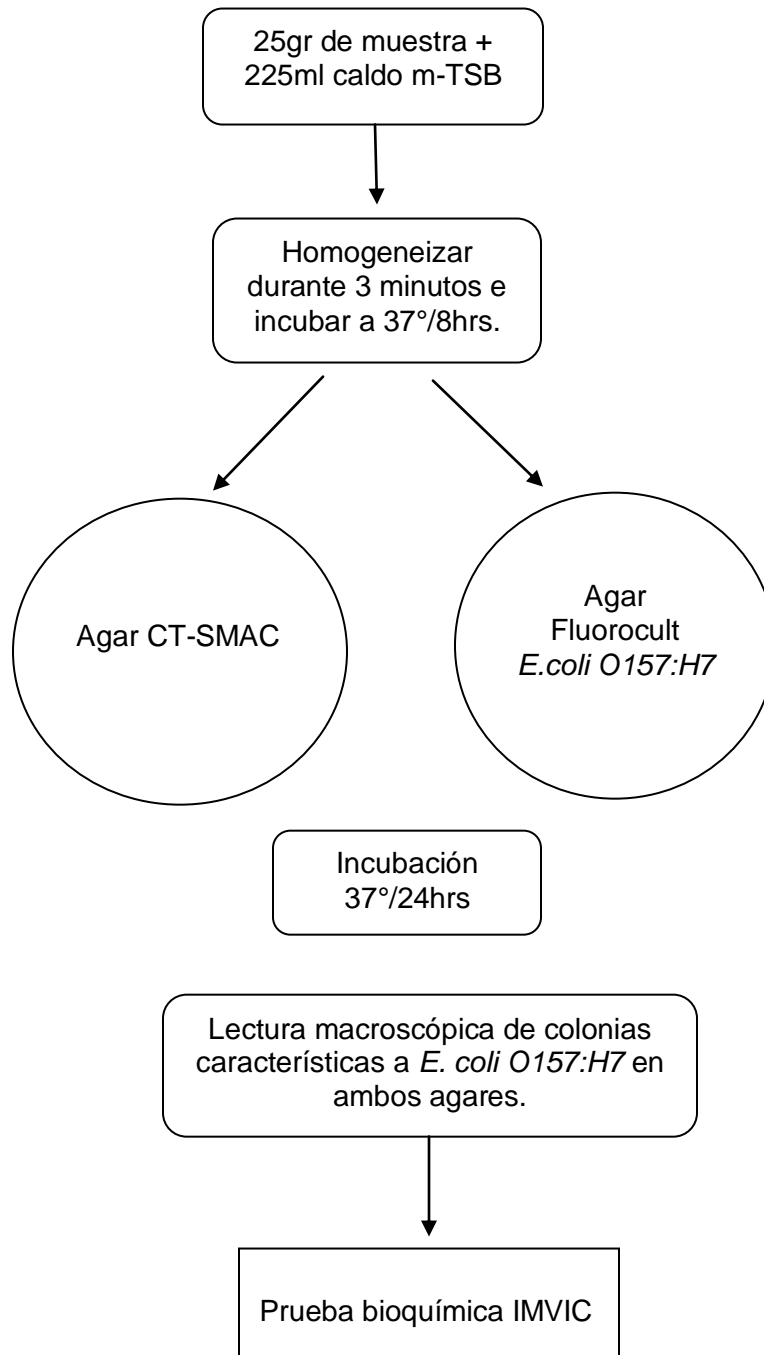 25gr de muestra +
225ml caldo m-TSB
Homogeneizar
durante 3 minutos e
incubar a 37°/8hrs.
Agar CT-SMAC
Agar
Fluorocult
E.coli O157:H7
Incubación
37°/24hrs
Lectura macroscópica de colonias
características a E. coli O157:H7 en
ambos agares.
Prueba bioquímica IMVIC